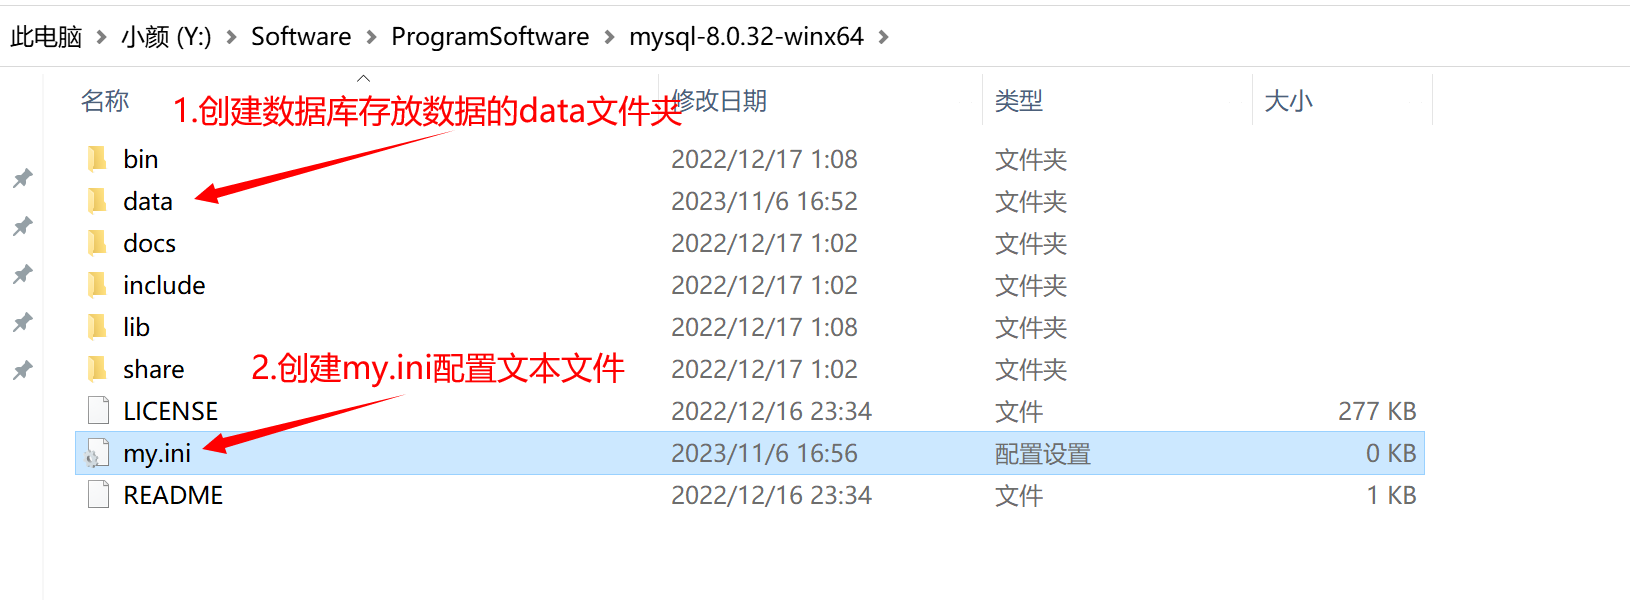 此电脑 > 小颜 (Y:) > Software > ProgramSoftware > mysql-8.0.32-winx64 >
名称 修改日期 类型 大小
1.创建数据库存放数据的data文件夹
bin 2022/12/17 1:08 文件夹
data 2023/11/6 16:52 文件夹
docs 2022/12/17 1:02 文件夹
include 2022/12/17 1:02 文件夹
lib 2022/12/17 1:08 文件夹
2.创建my.ini配置文本文件
share 2022/12/17 1:02 文件夹
LICENSE 2022/12/16 23:34 文件 277 KB
my.ini 2023/11/6 16:56 配置设置 0 KB
README 2022/12/16 23:34 文件 1 KB